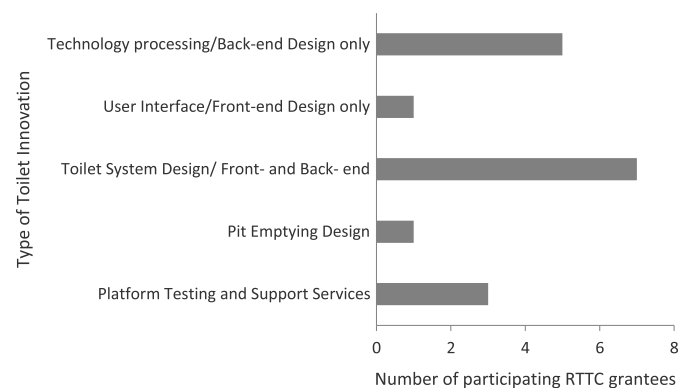 Type of Toilet Innovation
Technology processing/Back-end Design only
User Interface/Front-end Design only
Toilet System Design/ Front- and Back- end
Pit Emptying Design
Platform Testing and Support Services
0 2 4 6 8
Number of participating RTTC grantees